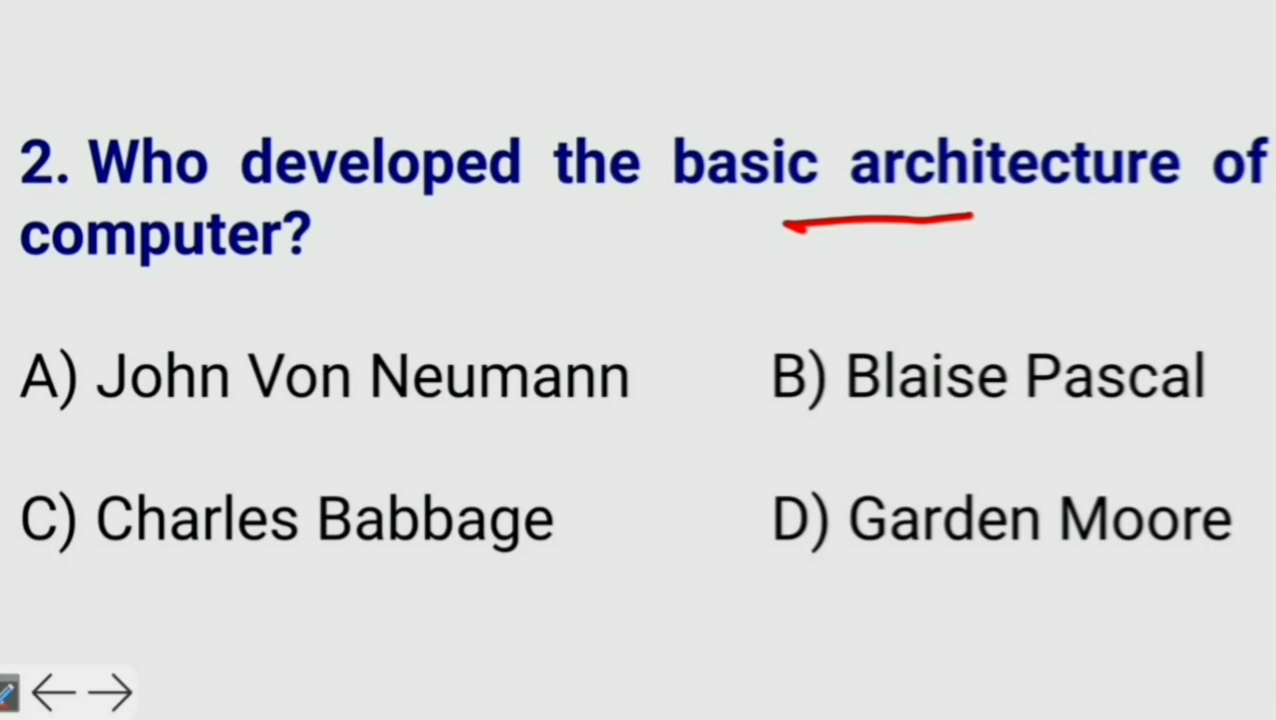 2. Who developed the basic architecture of
computer?
A) John Von Neumann B) Blaise Pascal
C) Charles Babbage D) Garden Moore